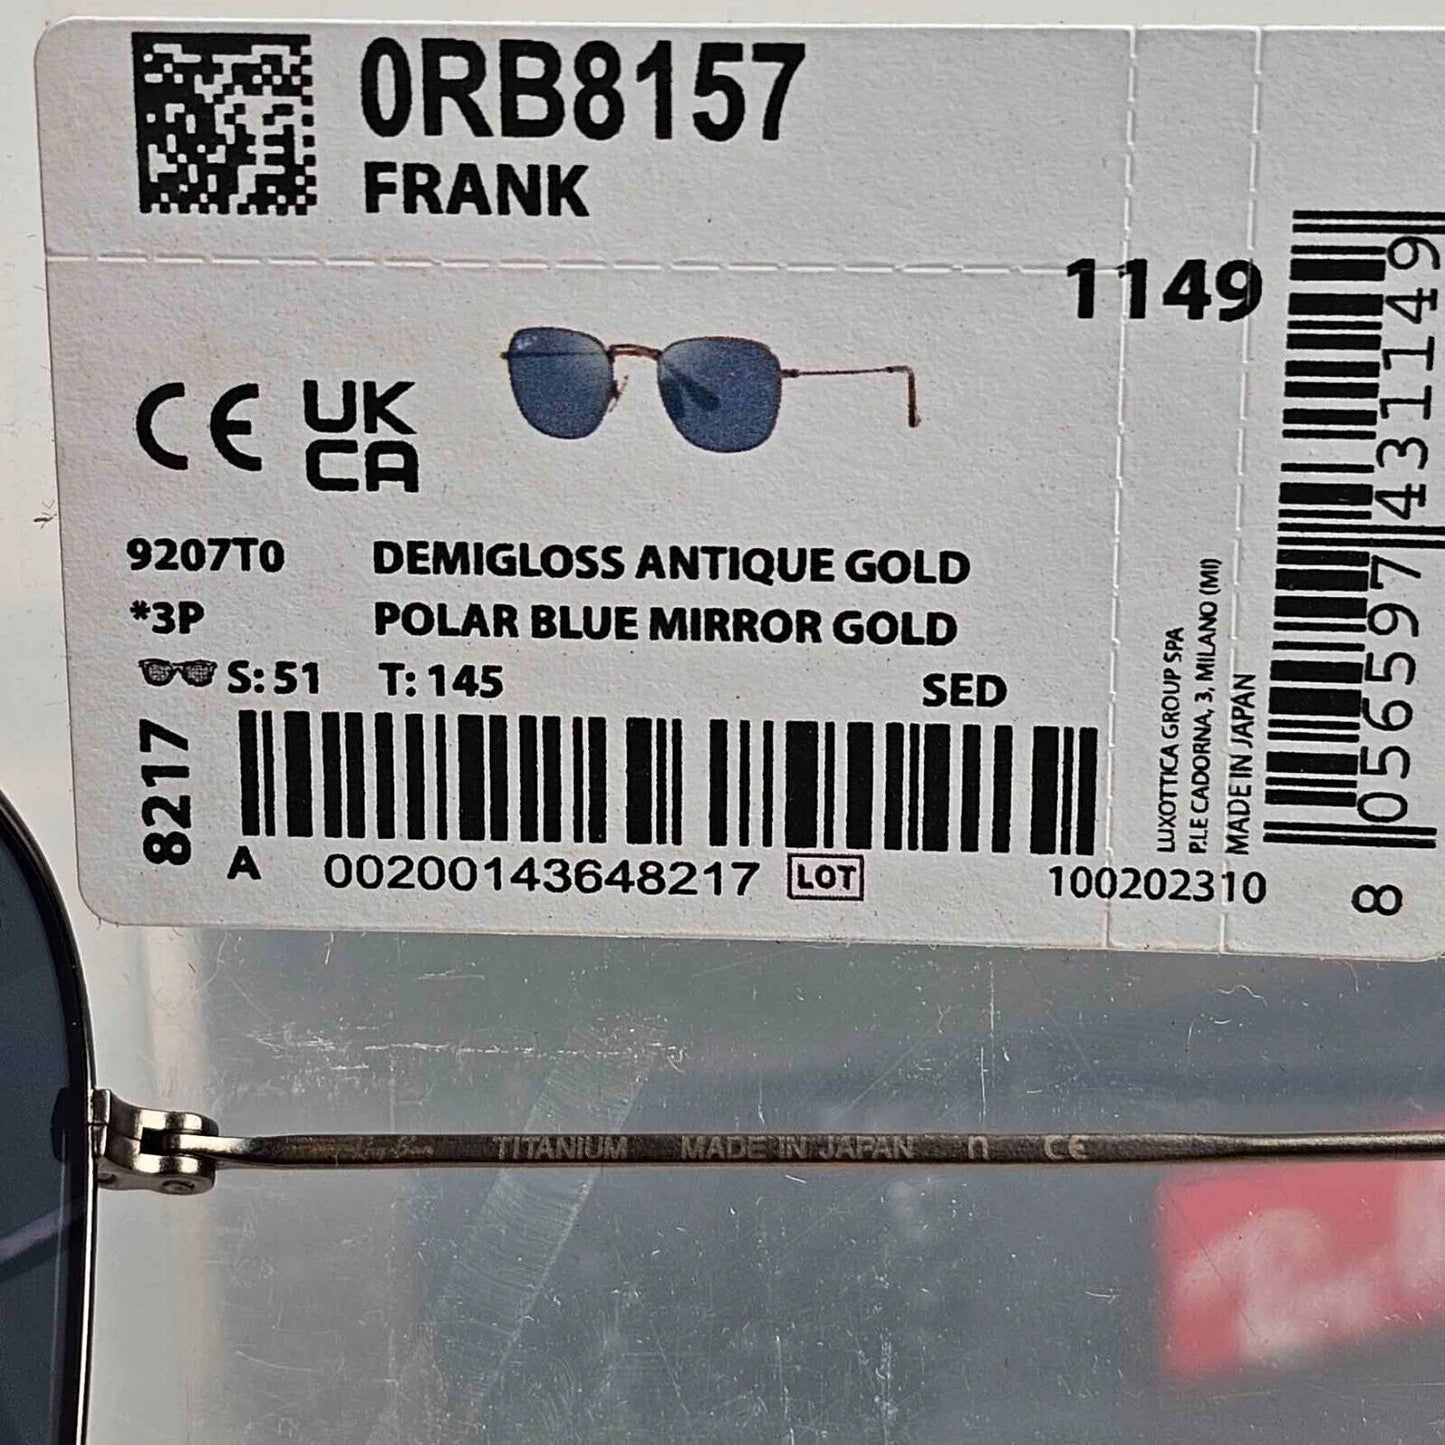 0RB8157
FRANK
1149
CE UK
CA
9207T0 DEMIGLOSS ANTIQUE GOLD
*3P POLAR BLUE MIRROR GOLD
S: 51 T: 145 SED
8217
A 00200143648217 LOT 100202310
LUXOTTICA GROUP SPA
P.LE CADORNA, 3, MILANO (MI)
MADE IN JAPAN
8 056597 431149
TITANIUM MADE IN JAPAN n CE